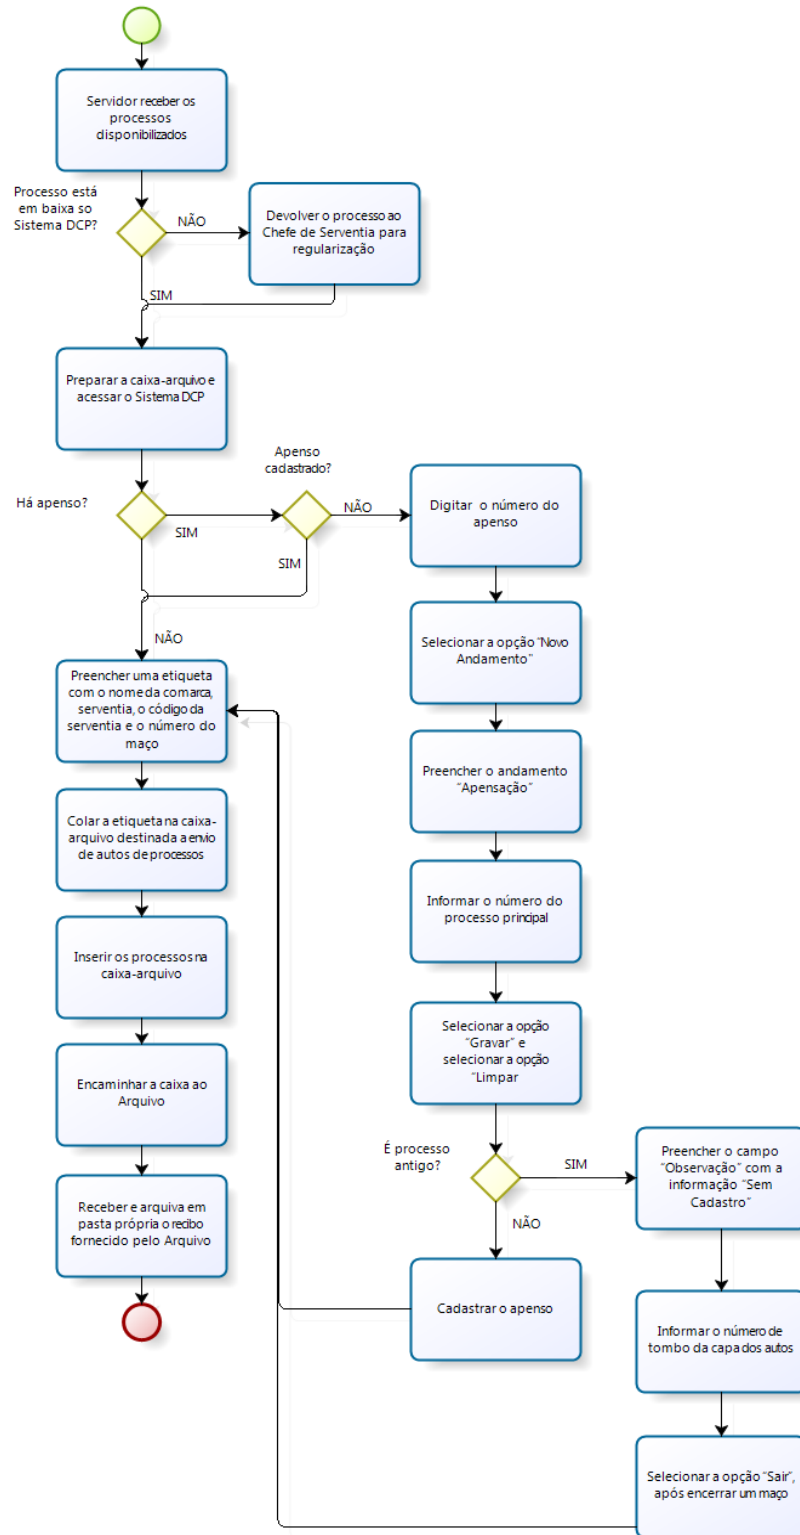 Servidor receber os
processos
disponibilizados
Processo está
em baixa so
Sistema DCP?
NÃO
Devolver o processo ao
Chefe de Serventia para
regularização
SIM
Preparar a caixa-arquivo e
acessar o Sistema DCP
Há apenso?
SIM
Apenso
cadastrado?
NÃO
SIM
NÃO
Digitar o número do
apenso
Selecionar a opção “Novo
Andamento”
Preencher o andamento
“Apensação”
Informar o número do
processo principal
Selecionar a opção
“Gravar” e
selecionar a opção
“Limpar
É processo
antigo?
SIM
NÃO
Preencher o campo
“Observação” com a
informação “Sem
Cadastro”
Informar o número de
tombo da capa dos autos
Selecionar a opção “Sair”,
após encerrar um maço
Cadastrar o apenso
Preencher uma etiqueta
com o nome da comarca,
serventia, o código da
serventia e o número do
maço
Colar a etiqueta na caixa-
arquivo destinada a envio
de autos de processos
Inserir os processos na
caixa-arquivo
Encaminhar a caixa ao
Arquivo
Receber e arquiva em
pasta própria o recibo
fornecido pelo Arquivo